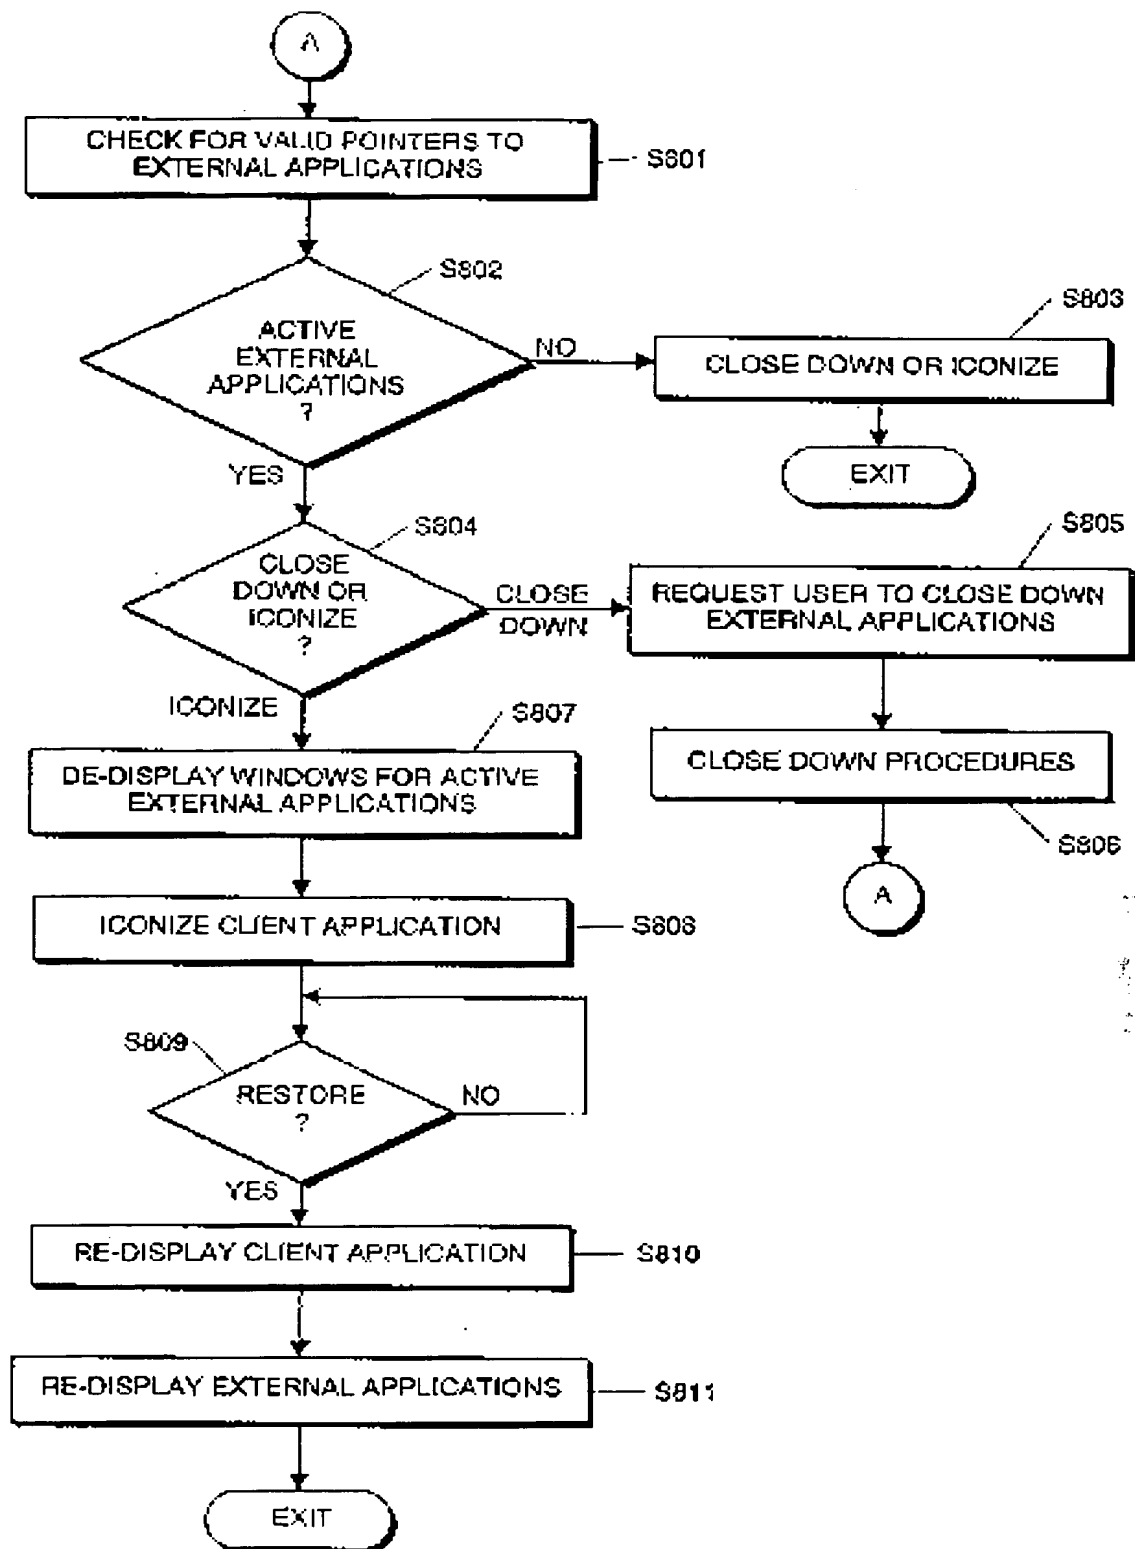 A
CHECK FOR VALID POINTERS TO
EXTERNAL APPLICATIONS
S801
S802
ACTIVE
EXTERNAL
APPLICATIONS
?
NO
S803
CLOSE DOWN OR ICONIZE
EXIT
YES
S804
CLOSE
DOWN OR
ICONIZE
?
CLOSE
DOWN
S805
REQUEST USER TO CLOSE DOWN
EXTERNAL APPLICATIONS
ICONIZE
S807
DE-DISPLAY WINDOWS FOR ACTIVE
EXTERNAL APPLICATIONS
CLOSE DOWN PROCEDURES
S806
A
ICONIZE CLIENT APPLICATION
S808
S809
RESTORE
?
NO
YES
RE-DISPLAY CLIENT APPLICATION
S810
RE-DISPLAY EXTERNAL APPLICATIONS
S811
EXIT